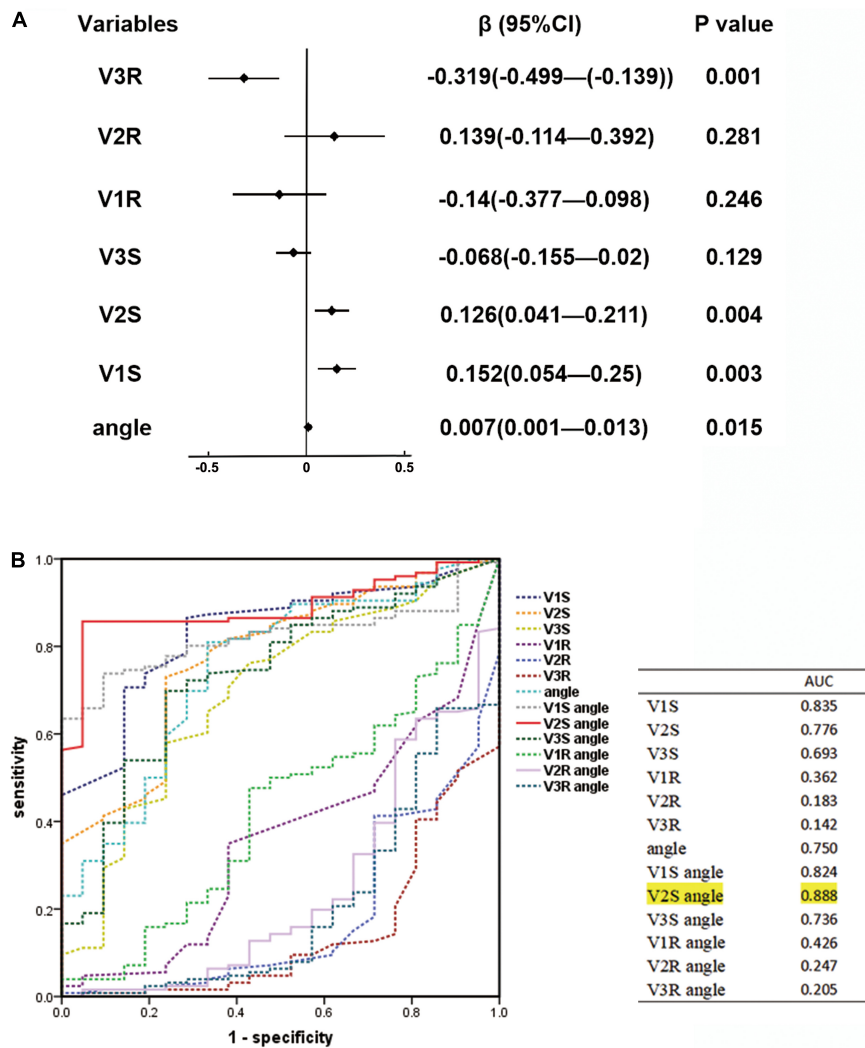 A
Variables β (95%CI) P value
V3R -0.319(-0.499—(-0.139)) 0.001
V2R 0.139(-0.114—0.392) 0.281
V1R -0.14(-0.377—0.098) 0.246
V3S -0.068(-0.155—0.02) 0.129
V2S 0.126(0.041—0.211) 0.004
V1S 0.152(0.054—0.25) 0.003
angle 0.007(0.001—0.013) 0.015
-0.5 0 0.5
B
sensitivity
1.0
0.8
0.6
0.4
0.2
0.0
0.0 0.2 0.4 0.6 0.8 1.0
1 - specificity
V1S
V2S
V3S
V1R
V2R
V3R
angle
V1S angle
V2S angle
V3S angle
V1R angle
V2R angle
V3R angle
AUC
V1S 0.835
V2S 0.776
V3S 0.693
V1R 0.362
V2R 0.183
V3R 0.142
angle 0.750
V1S angle 0.824
V2S angle 0.888
V3S angle 0.736
V1R angle 0.426
V2R angle 0.247
V3R angle 0.205